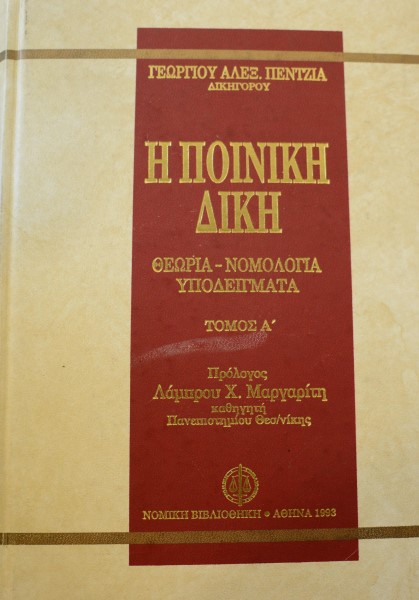 ΓΕΩΡΓΙΟΥ ΑΛΕΞ. ΠΕΝΤΖΙΑ
ΔΙΚΗΓΟΡΟΥ
Η ΠΟΙΝΙΚΗ
ΔΙΚΗ
ΘΕΩΡΙΑ - ΝΟΜΟΛΟΓΙΑ
ΥΠΟΔΕΙΓΜΑΤΑ
ΤΟΜΟΣ Α΄
Πρόλογος
Λάμπρου Χ. Μαργαρίτη
καθηγητή
Πανεπιστημίου Θεσ/νίκης
ΝΟΜΙΚΗ ΒΙΒΛΙΟΘΗΚΗ • ΑΘΗΝΑ 1993